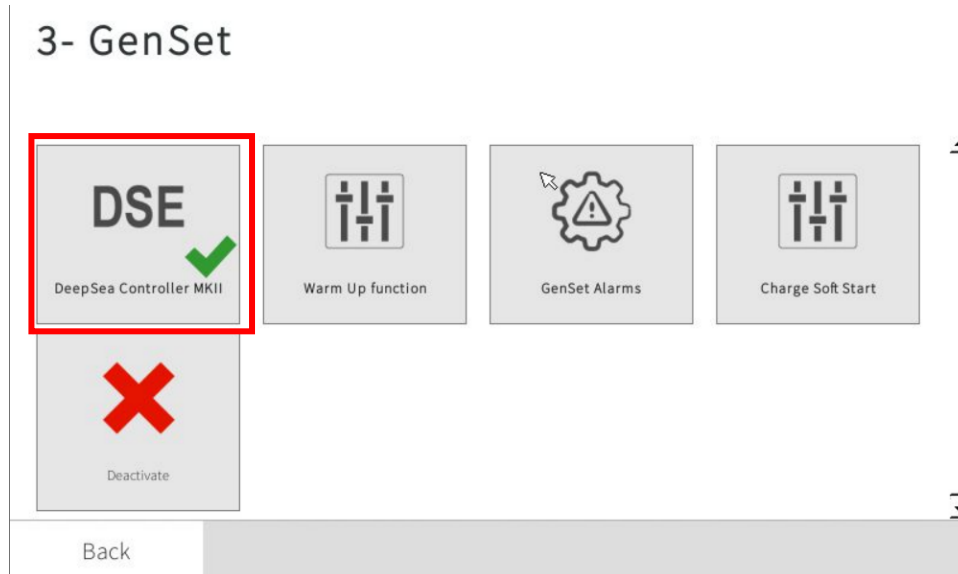 3- GenSet
DSE
DeepSea Controller MKII
Warm Up function
GenSet Alarms
Charge Soft Start
Deactivate
Back